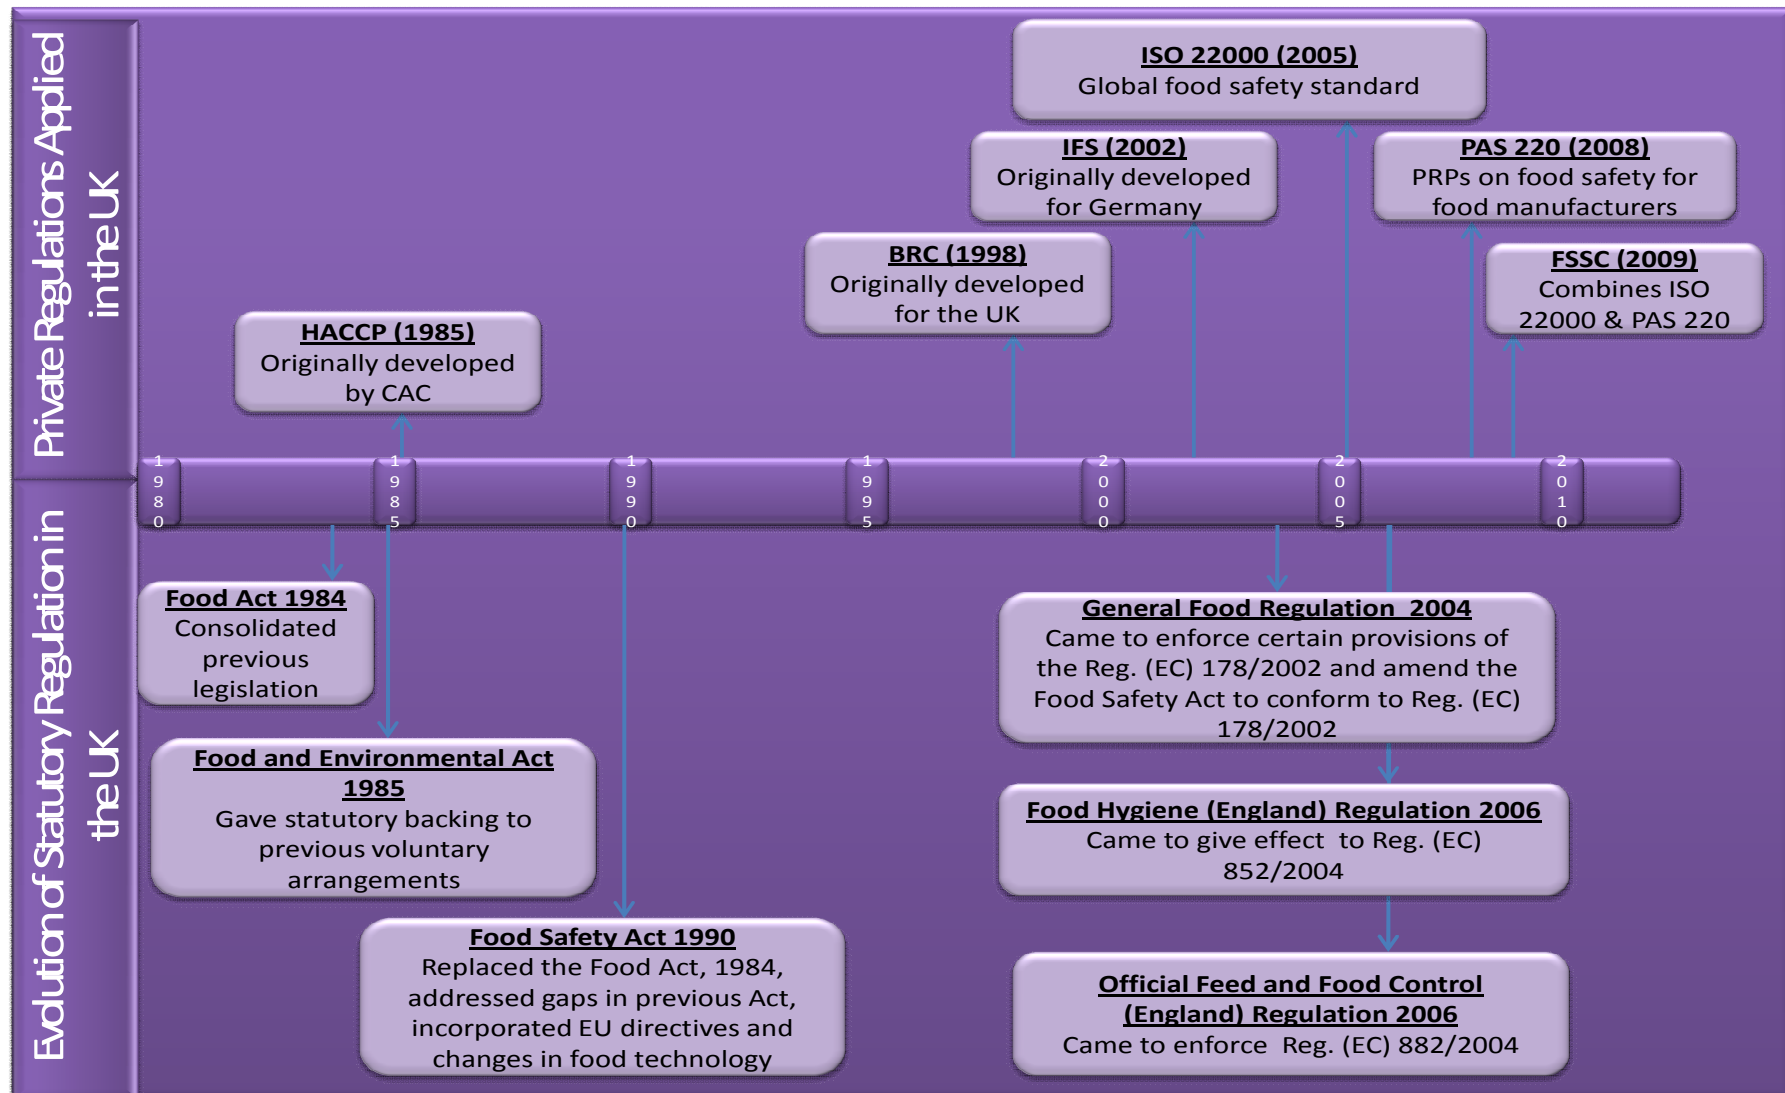 Private Regulations Applied
in the UK
ISO 22000 (2005)
Global food safety standard
IFS (2002)
Originally developed
for Germany
PAS 220 (2008)
PRPs on food safety for
food manufacturers
BRC (1998)
Originally developed
for the UK
FSSC (2009)
Combines ISO
22000 & PAS 220
HACCP (1985)
Originally developed
by CAC
1980
1985
1990
1995
2000
2005
2010
Evolution of Statutory Regulation in
the UK
Food Act 1984
Consolidated
previous
legislation
Food and Environmental Act
1985
Gave statutory backing to
previous voluntary
arrangements
Food Safety Act 1990
Replaced the Food Act, 1984,
addressed gaps in previous Act,
incorporated EU directives and
changes in food technology
General Food Regulation  2004
Came to enforce certain provisions of
the Reg. (EC) 178/2002 and amend the
Food Safety Act to conform to Reg. (EC)
178/2002
Food Hygiene (England) Regulation 2006
Came to give effect  to Reg. (EC)
852/2004
Official Feed and Food Control
(England) Regulation 2006
Came to enforce  Reg. (EC) 882/2004